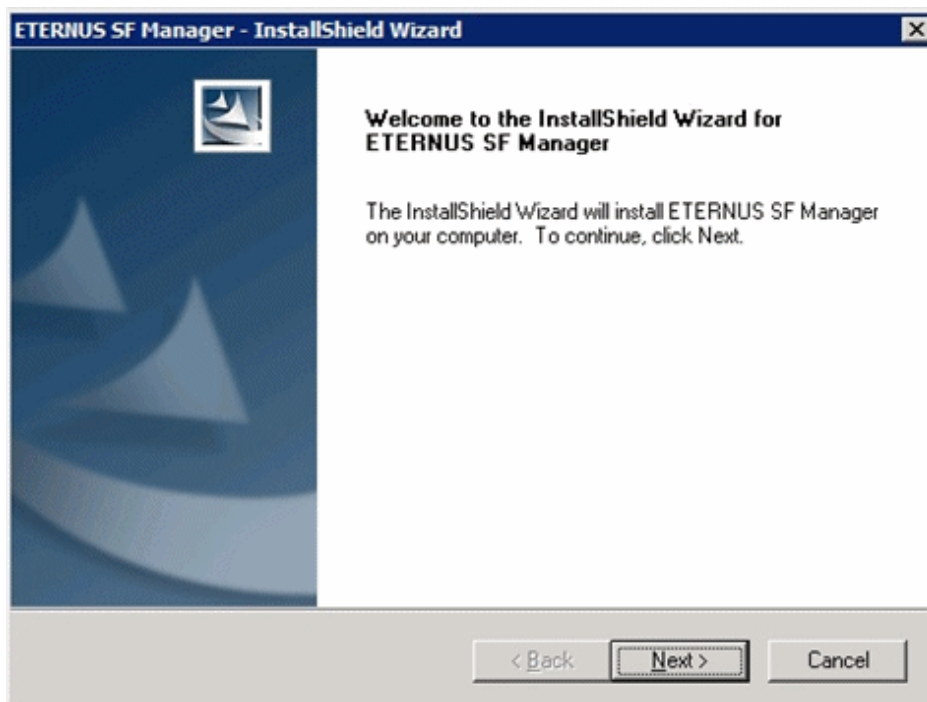 ETERNUS SF Manager - InstallShield Wizard
Welcome to the InstallShield Wizard for
ETERNUS SF Manager
The InstallShield Wizard will install ETERNUS SF Manager
on your computer.  To continue, click Next.
< Back
Next >
Cancel